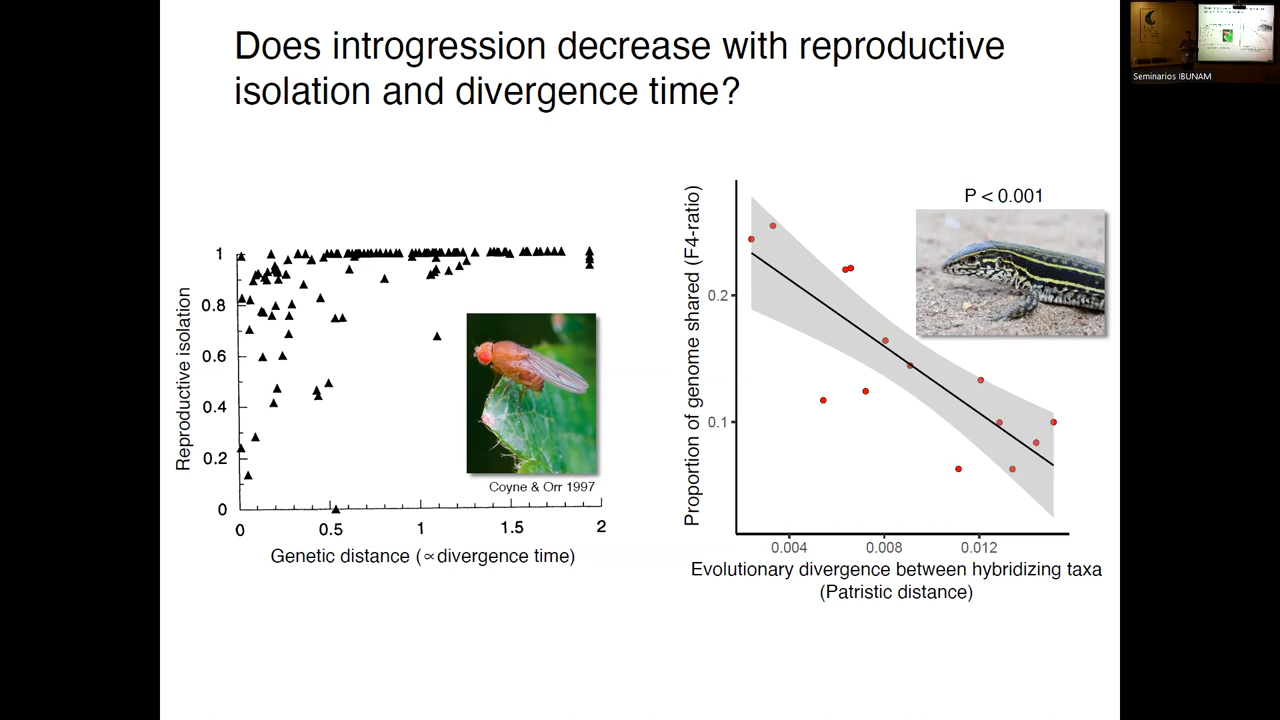 Does introgression decrease with reproductive
isolation and divergence time?
Seminarios IBUNAM
Reproductive isolation
1
0.8
0.6
0.4
0.2
0
0
0.5
1
1.5
2
Genetic distance (∝divergence time)
Coyne & Orr 1997
P < 0.001
Proportion of genome shared (F4-ratio)
0.2
0.1
0.004
0.008
0.012
Evolutionary divergence between hybridizing taxa
(Patristic distance)